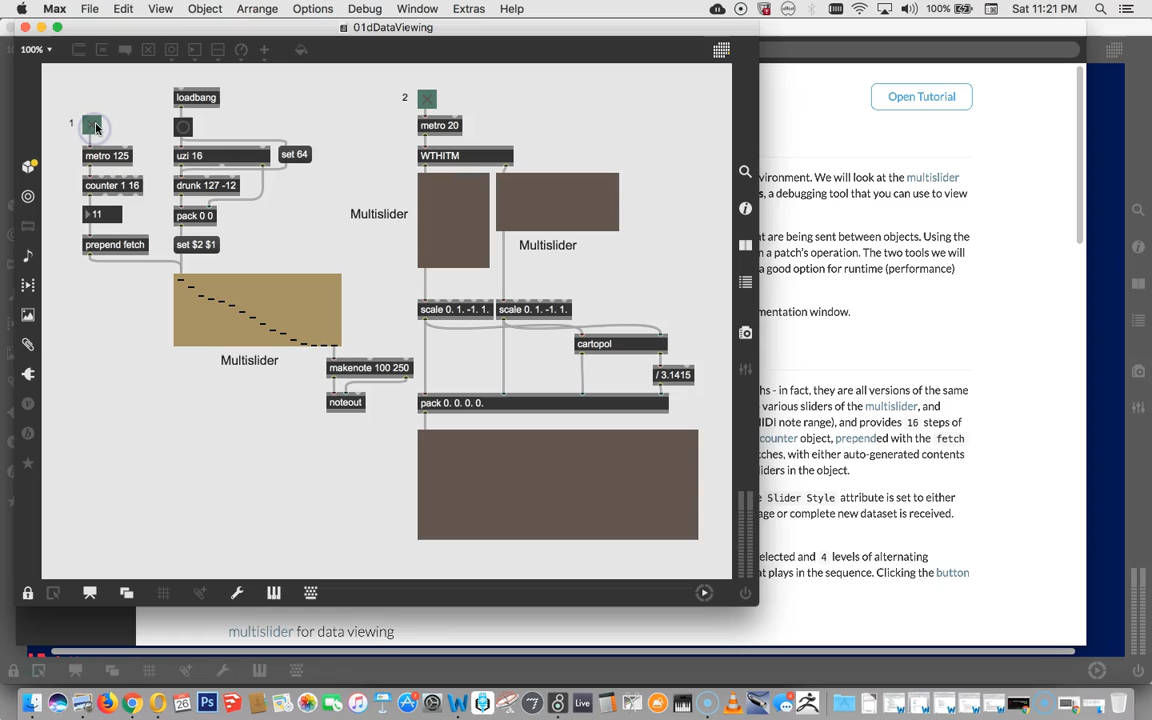 Max File Edit View Object Arrange Options Debug Window Extras Help 100% Sat 11:21 PM
01dDataViewing
100%
loadbang
1
2
metro 20
metro 125
uzi 16
set 64
WTHITM
counter 1 16
drunk 127 -12
11
pack 0 0
Multislider
prepend fetch
set $2 $1
Multislider
scale 0. 1. -1. 1.
scale 0. 1. -1. 1.
cartopol
Multislider
makenote 100 250
/ 3.1415
noteout
pack 0. 0. 0. 0.
Open Tutorial
vironment. We will look at the multislider
s, a debugging tool that you can use to view
at are being sent between objects. Using the
n a patch's operation. The two tools we will
a good option for runtime (performance)
mentation window.
ohs - in fact, they are all versions of the same
various sliders of the multislider, and
IDI note range), and provides 16 steps of
counter object, prepended with the fetch
tches, with either auto-generated contents
iders in the object.
e Slider Style attribute is set to either
age or complete new dataset is received.
elected and 4 levels of alternating
at plays in the sequence. Clicking the button
multislider for data viewing